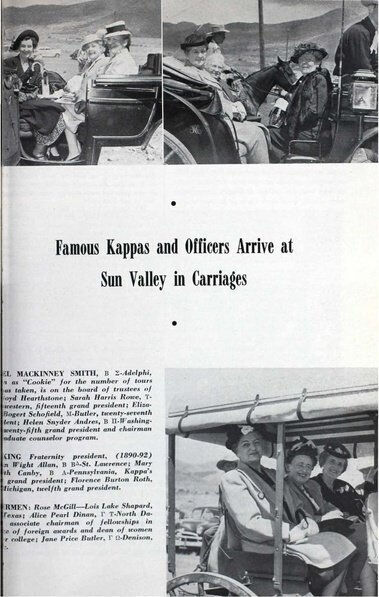 Famous Kappas and Officers Arrive at
Sun Valley in Carriages
EL MACKINNEY SMITH, B Σ-Adelphi,
n as "Cookie" for the number of tours
as taken, is on the board of trustees of
oyd Hearthstone; Sarah Harris Rowe, Υ-
western, fifteenth grand president; Eliza-
Bogert Schofield, M-Butler, twenty-seventh
dent; Helen Snyder Andres, B Π-Washing-
twenty-fifth grand president and chairman
aduate counselor program.
KING Fraternity president, (1890-92)
n Wight Allan, B B^Δ-St. Lawrence; Mary
th Canby, B A-Pennsylvania, Kappa's
grand president; Florence Burton Roth,
Michigan, twelfth grand president.
RMEN: Rose McGill—Lois Lake Shapard,
Texas; Alice Pearl Dinan, Γ Τ-North Da-
associate chairman of fellowships in
ge of foreign awards and dean of women
r college; Jane Price Butler, Γ Ω-Denison,